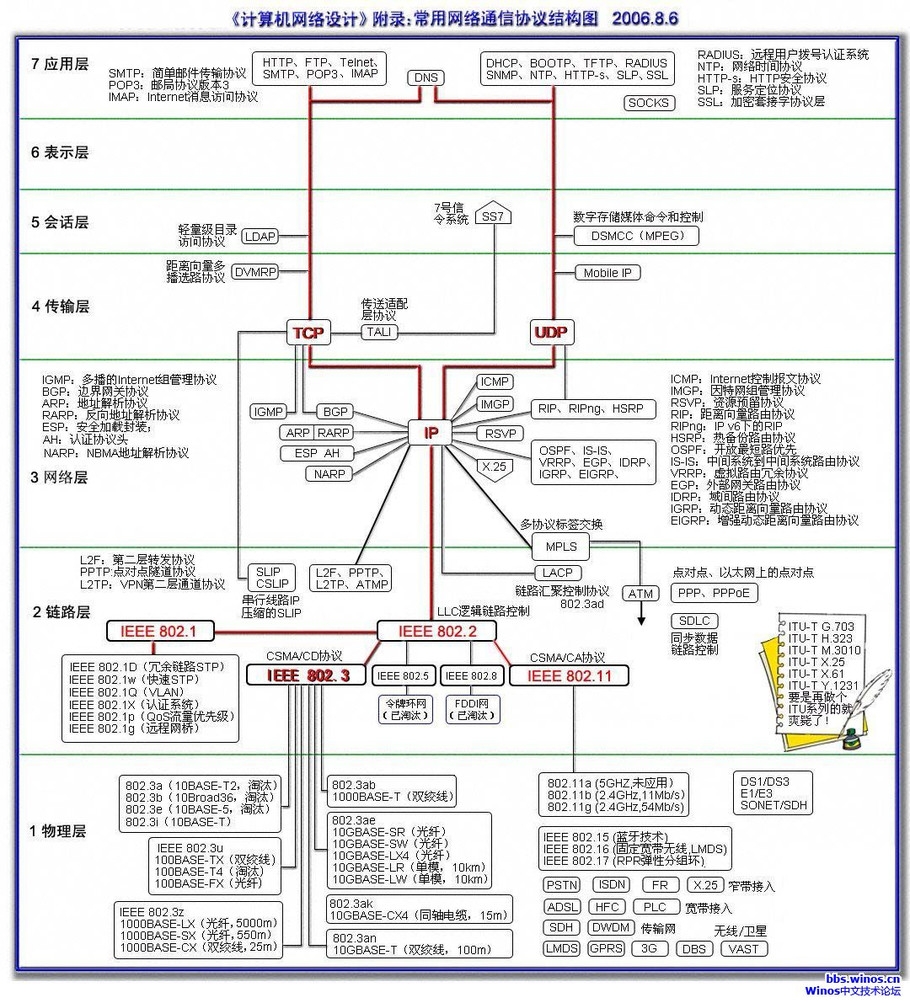 《计算机网络设计》附录：常用网络通信协议结构图 2006.8.6
7 应用层
SMTP：简单邮件传输协议
POP3：邮局协议版本3
IMAP：Internet消息访问协议
HTTP、FTP、Telnet、
SMTP、POP3、IMAP
DNS
DHCP、BOOTP、TFTP、RADIUS
SNMP、NTP、HTTP-s、SLP、SSL
SOCKS
RADIUS：远程用户拨号认证系统
NTP：网络时间协议
HTTP-s：HTTP安全协议
SLP：服务定位协议
SSL：加密套接字协议层
6 表示层
5 会话层
轻量级目录
访问协议
LDAP
7号信
令系统
SS7
数字存储媒体命令和控制
DSMCC（MPEG）
距离向量多
播选路协议
DVMRP
Mobile IP
4 传输层
传送适配
层协议
TCP
TALI
UDP
IGMP：多播的Internet组管理协议
BGP：边界网关协议
ARP：地址解析协议
RARP：反向地址解析协议
ESP：安全加载封装，
AH：认证协议头
NARP：NBMA地址解析协议
3 网络层
IGMP
BGP
ARP
RARP
ESP AH
NARP
IP
ICMP
IMGP
RIP、RIPng、HSRP
RSVP
X.25
OSPF、IS-IS、
VRRP、EGP、IDRP、
IGRP、EIGRP、
ICMP：Internet控制报文协议
IMGP：因特网组管理协议
RSVP：资源预留协议
RIP：距离向量路由协议
RIPng：IP v6下的RIP
HSRP：热备份路由协议
OSPF：开放最短路优先
IS-IS：中间系统到中间系统路由协议
VRRP：虚拟路由冗余协议
EGP：外部网关路由协议
IDRP：域间路由协议
IGRP：动态距离向量路由协议
EIGRP：增强动态距离向量路由协议
多协议标签交换
MPLS
L2F：第二层转发协议
PPTP：点对点隧道协议
L2TP：VPN第二层通道协议
SLIP
CSLIP
串行线路IP
压缩的SLIP
L2F、PPTP、
L2TP、ATMP
LACP
链路汇聚控制协议
802.3ad
ATM
点对点、以太网上的点对点
PPP、PPPoE
SDLC
同步数据
链路控制
2 链路层
LLC逻辑链路控制
IEEE 802.1
IEEE 802.2
IEEE 802.1D（冗余链路STP）
IEEE 802.1w（快速STP）
IEEE 802.1Q（VLAN）
IEEE 802.1X（认证系统）
IEEE 802.1p（QoS流量优先级）
IEEE 802.1g（远程网桥）
CSMA/CD协议
IEEE 802.3
IEEE 802.5
IEEE 802.8
CSMA/CA协议
IEEE 802.11
令牌环网
（已淘汰）
FDDI网
（已淘汰）
ITU-T G.703
ITU-T H.323
ITU-T M.3010
ITU-T X.25
ITU-T X.61
ITU-T Y.1231
要是再做个
ITU系列的就
爽毙了！
1 物理层
802.3a（10BASE-T2，淘汰）
802.3b（10Broad36，淘汰）
802.3e（10BASE-5，淘汰）
802.3i（10BASE-T）
IEEE 802.3u
100BASE-TX（双绞线）
100BASE-T4（淘汰）
100BASE-FX（光纤）
IEEE 802.3z
1000BASE-LX（光纤,5000m）
1000BASE-SX（光纤,550m）
1000BASE-CX（双绞线,25m）
802.3ab
1000BASE-T（双绞线）
802.3ae
10GBASE-SR（光纤）
10GBASE-SW（光纤）
10GBASE-LX4（光纤）
10GBASE-LR（单模，10km）
10GBASE-LW（单模，10km）
802.3ak
10GBASE-CX4（同轴电缆，15m）
802.3an
10GBASE-T（双绞线，100m）
802.11a (5GHZ,未应用)
802.11b (2.4GHZ,11Mb/s)
802.11g (2.4GHZ,54Mb/s)
DS1/DS3
E1/E3
SONET/SDH
IEEE 802.15 (蓝牙技术)
IEEE 802.16 (固定宽带无线,LMDS)
IEEE 802.17 (RPR弹性分组环)
PSTN
ISDN
FR
X.25
窄带接入
ADSL
HFC
PLC
宽带接入
SDH
DWDM
传输网
无线/卫星
LMDS
GPRS
3G
DBS
VAST
bbs.winos.cn
Winos中文技术论坛